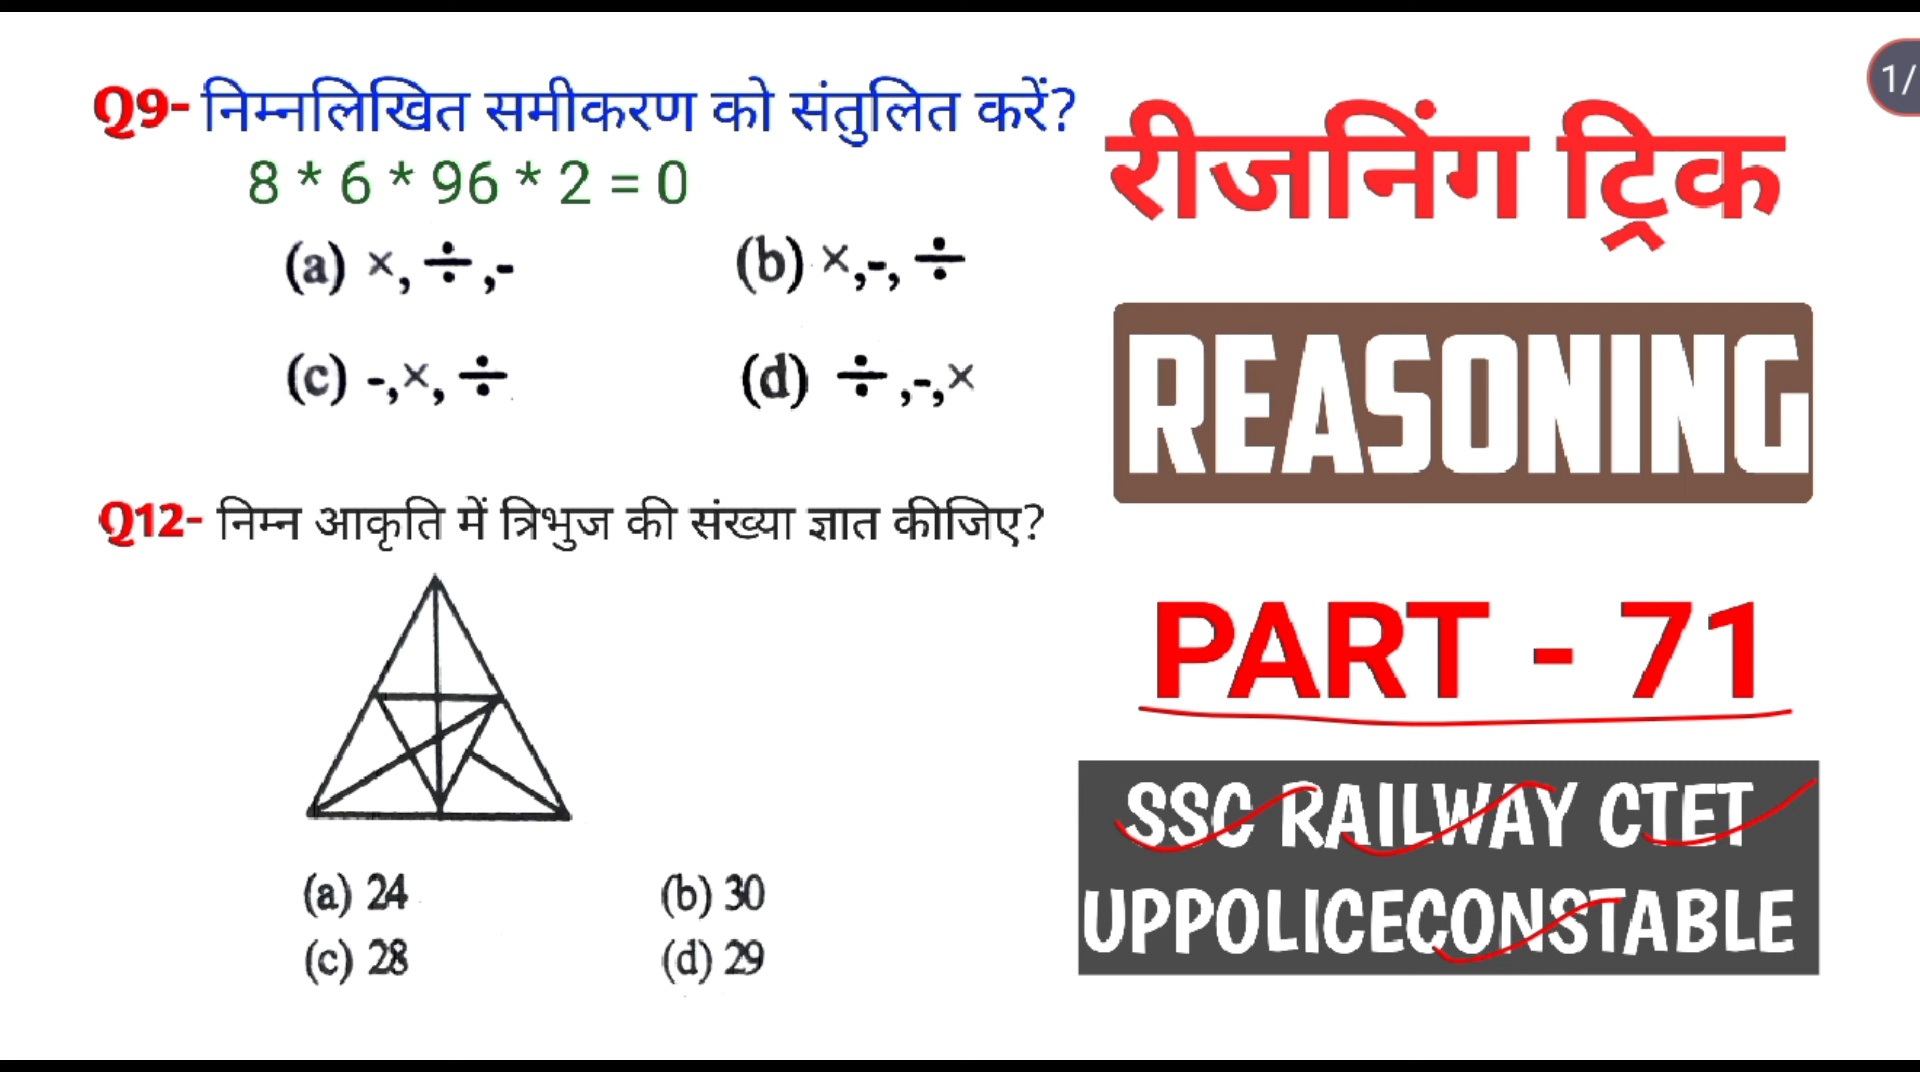 Q9- निम्नलिखित समीकरण को संतुलित करें?
8 * 6 * 96 * 2 = 0
(a) ×, ÷ ,-
(b) ×,-, ÷
(c) -,×, ÷
(d) ÷ ,-,×
Q12- निम्न आकृति में त्रिभुज की संख्या ज्ञात कीजिए?
(a) 24
(b) 30
(c) 28
(d) 29
1/
रीजनिंग ट्रिक
REASONING
PART - 71
SSC RAILWAY CTET
UPPOLICECONSTABLE